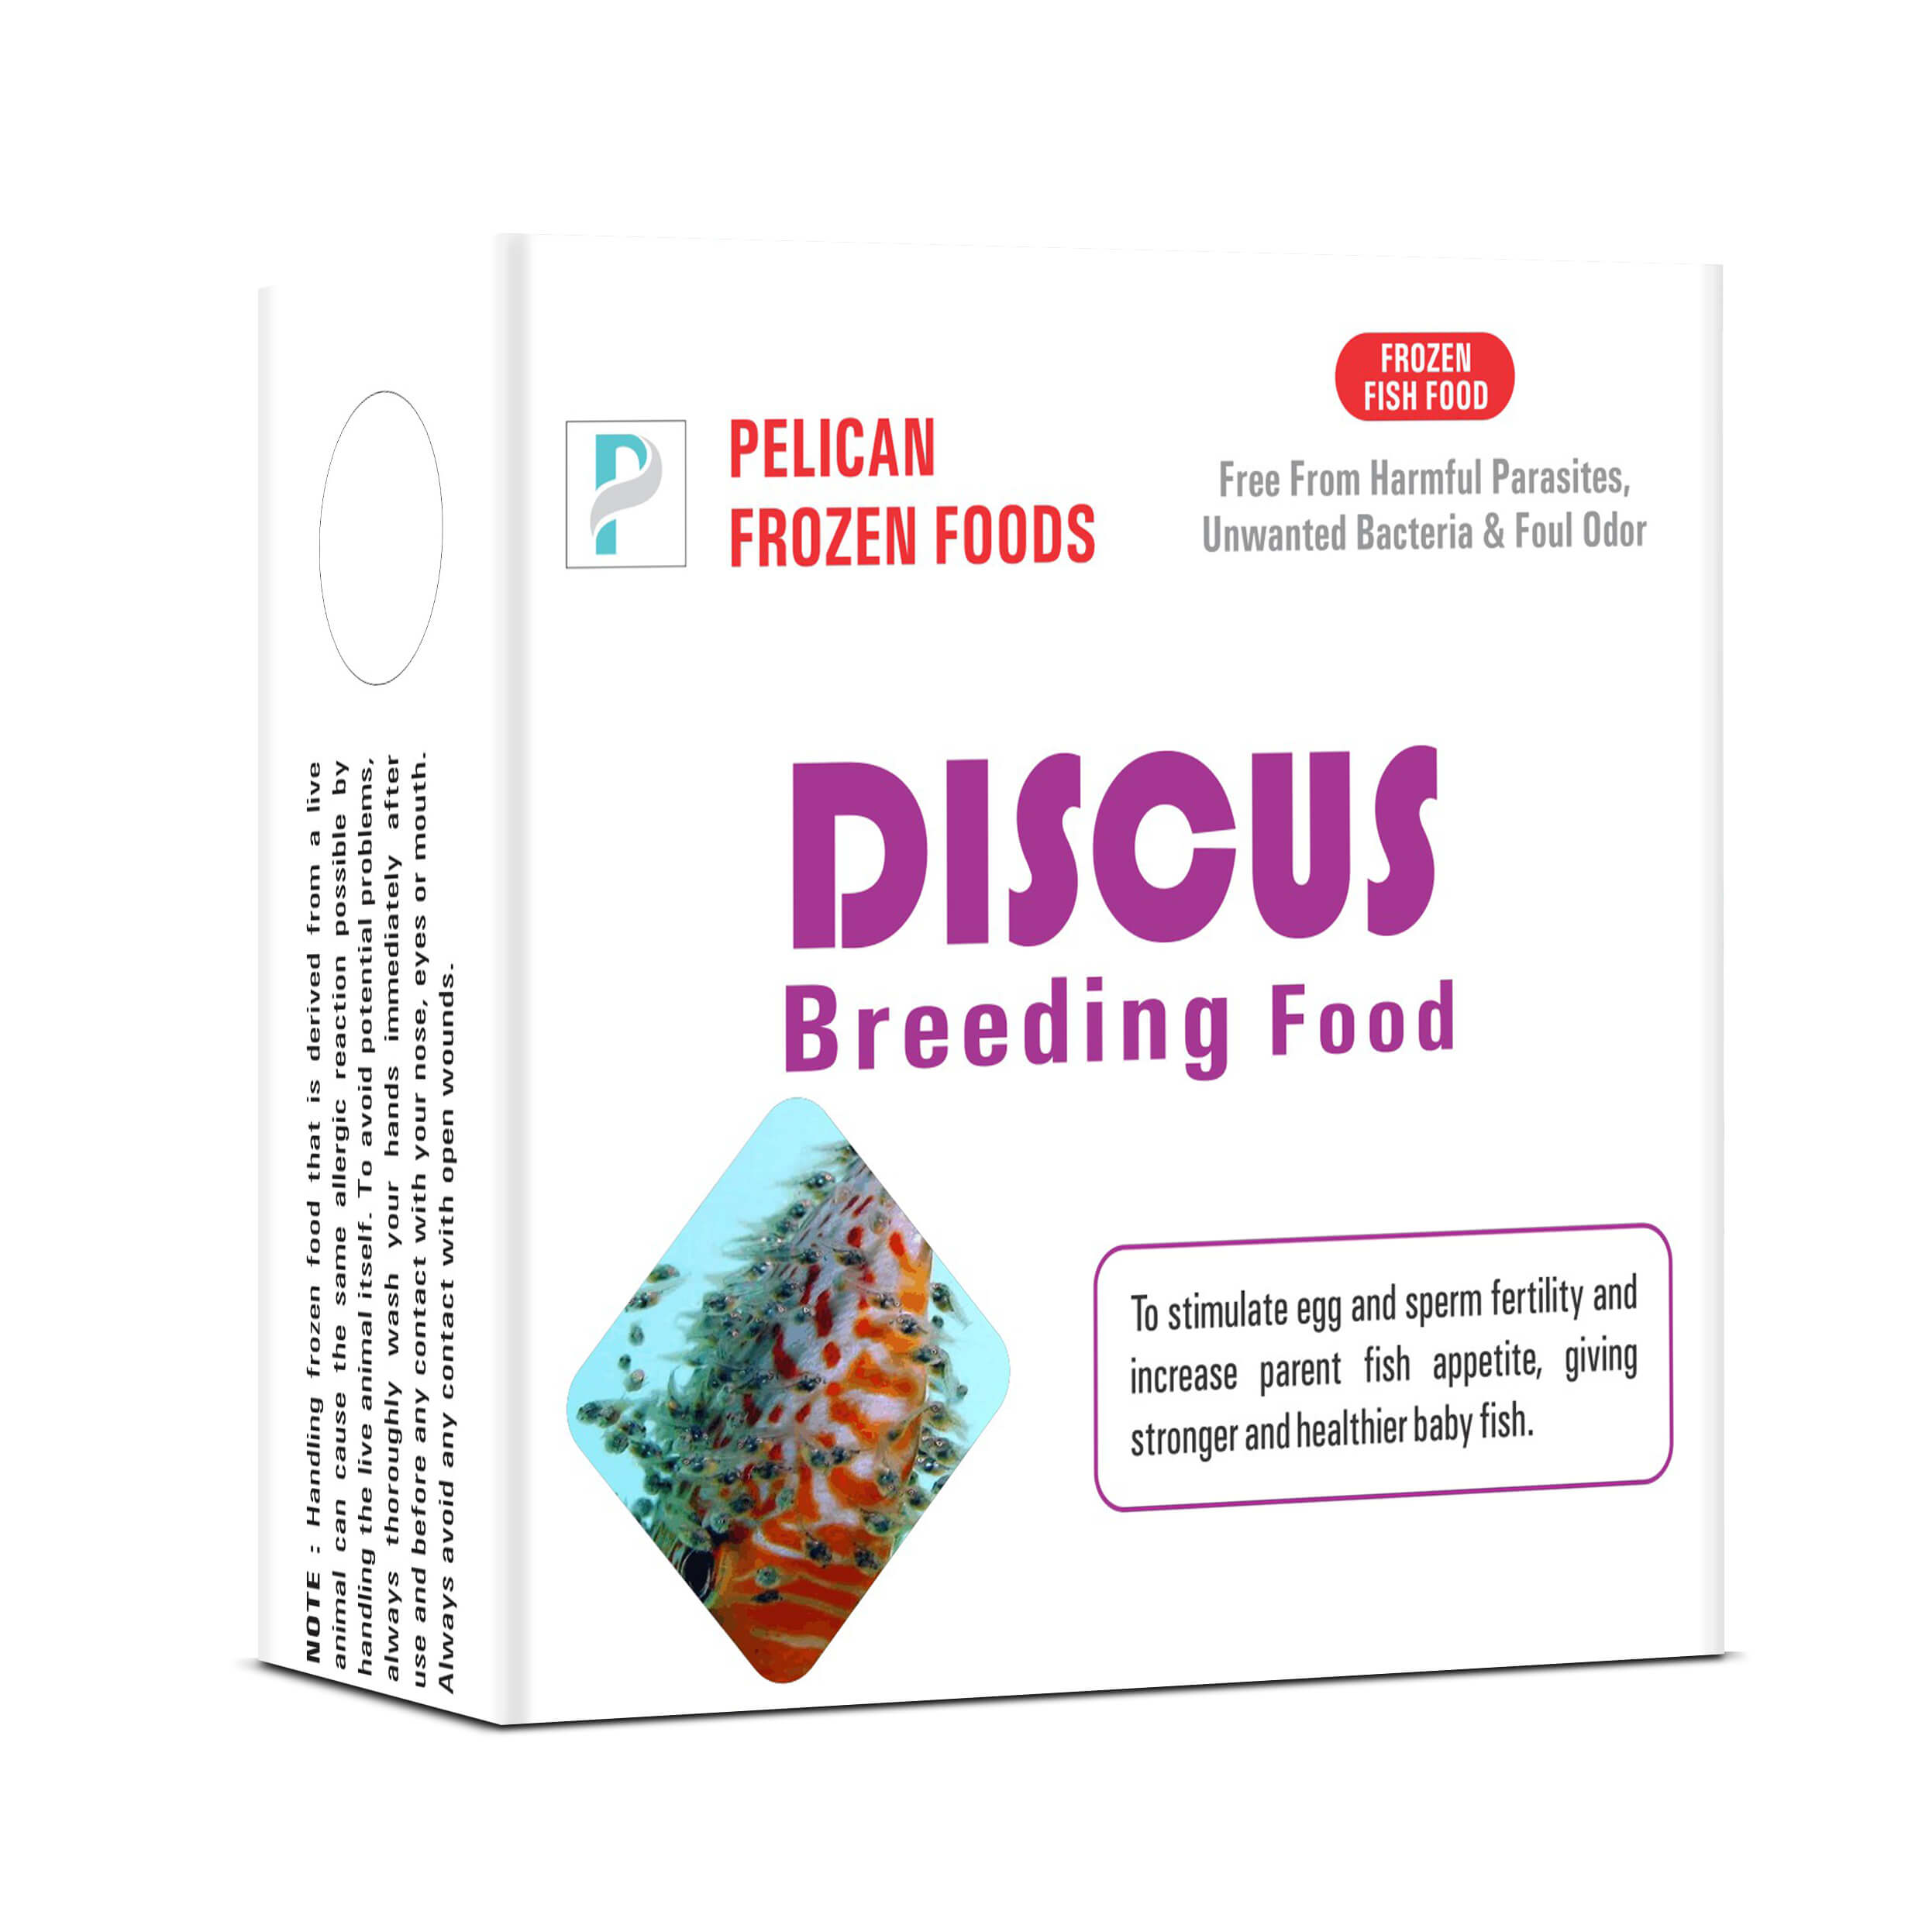 FROZEN
FISH FOOD
PELICAN
FROZEN FOODS
Free From Harmful Parasites,
Unwanted Bacteria & Foul Odor
DISCUS
Breeding Food
To stimulate egg and sperm fertility and
increase parent fish appetite, giving
stronger and healthier baby fish.
NOTE : Handling frozen food that is derived from a live
animal can cause the same allergic reaction possible by
handling the live animal itself. To avoid potential problems,
always thoroughly wash your hands immediately after
use and before any contact with your nose, eyes or mouth.
Always avoid any contact with open wounds.